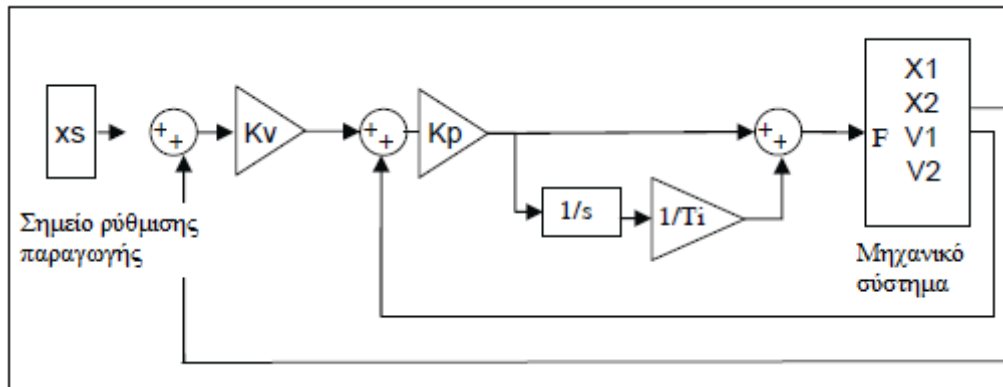 xs
Σημείο ρύθμισης
παραγωγής
+
+
Kv
+
+
Kp
1/s
1/Ti
+
+
F
X1
X2
V1
V2
Μηχανικό
σύστημα